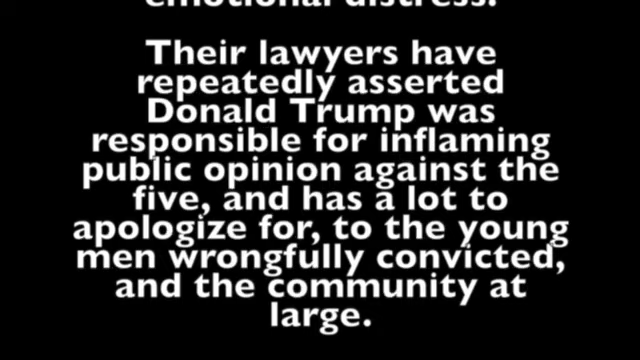 emotional distress.
Their lawyers have
repeatedly asserted
Donald Trump was
responsible for inflaming
public opinion against the
five, and has a lot to
apologize for, to the young
men wrongfully convicted,
and the community at
large.